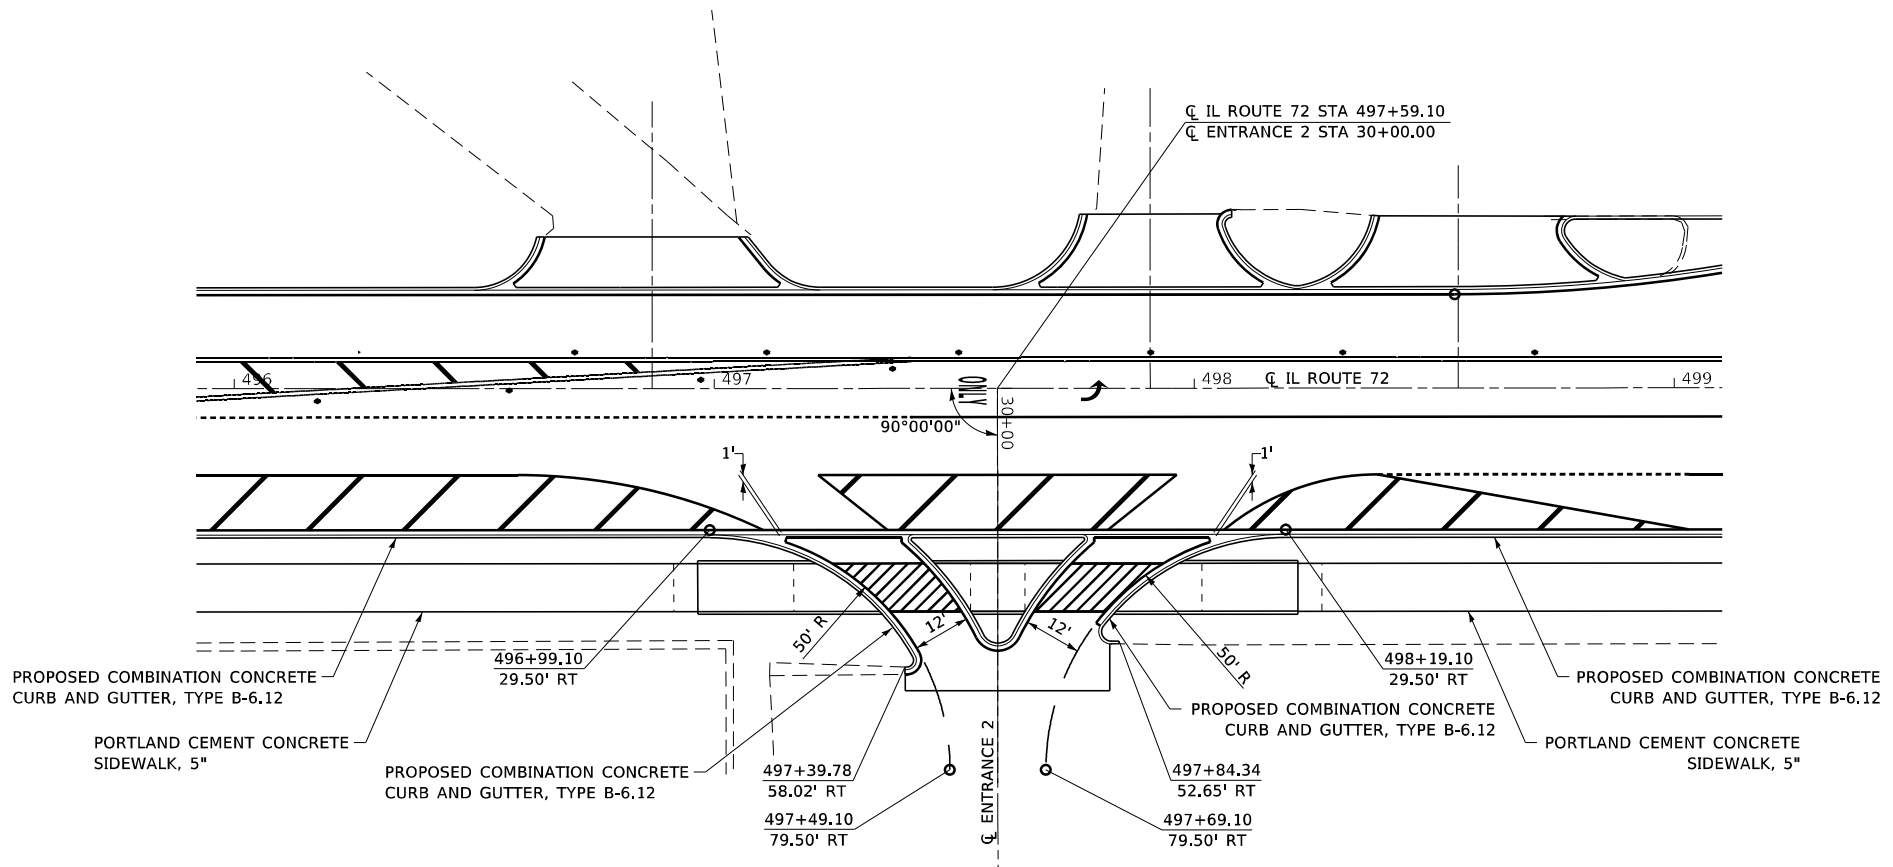 ℄ IL ROUTE 72 STA 497+59.10
℄ ENTRANCE 2 STA 30+00.00
496
497
498
℄ IL ROUTE 72
499
ONLY
30+00
90°00'00"
1'
1'
50' R
12'
12'
50' R
496+99.10
29.50' RT
498+19.10
29.50' RT
PROPOSED COMBINATION CONCRETE
CURB AND GUTTER, TYPE B-6.12
PROPOSED COMBINATION CONCRETE
CURB AND GUTTER, TYPE B-6.12
PROPOSED COMBINATION CONCRETE
CURB AND GUTTER, TYPE B-6.12
PORTLAND CEMENT CONCRETE
SIDEWALK, 5"
PORTLAND CEMENT CONCRETE
SIDEWALK, 5"
PROPOSED COMBINATION CONCRETE
CURB AND GUTTER, TYPE B-6.12
497+39.78
58.02' RT
497+84.34
52.65' RT
℄ ENTRANCE 2
497+49.10
79.50' RT
497+69.10
79.50' RT